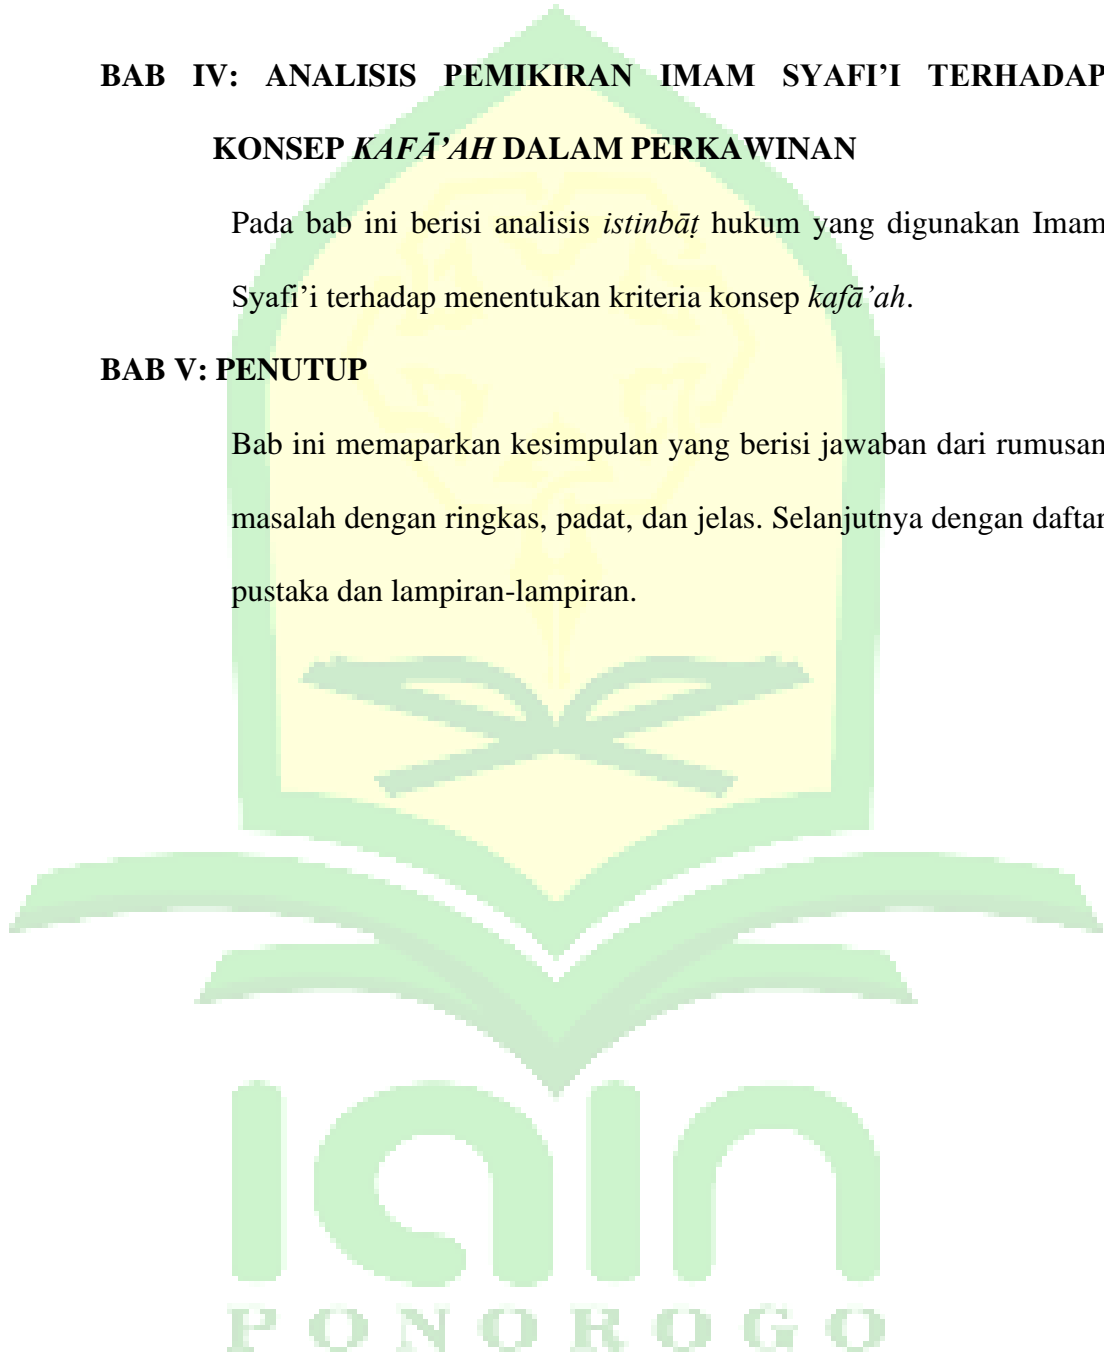 BAB IV: ANALISIS PEMIKIRAN IMAM SYAFI’I TERHADAP
KONSEP KAFĀ’AH DALAM PERKAWINAN
Pada bab ini berisi analisis istinbāṭ hukum yang digunakan Imam
Syafi’i terhadap menentukan kriteria konsep kafā’ah.
BAB V: PENUTUP
Bab ini memaparkan kesimpulan yang berisi jawaban dari rumusan
masalah dengan ringkas, padat, dan jelas. Selanjutnya dengan daftar
pustaka dan lampiran-lampiran.
iain
PONOROGO